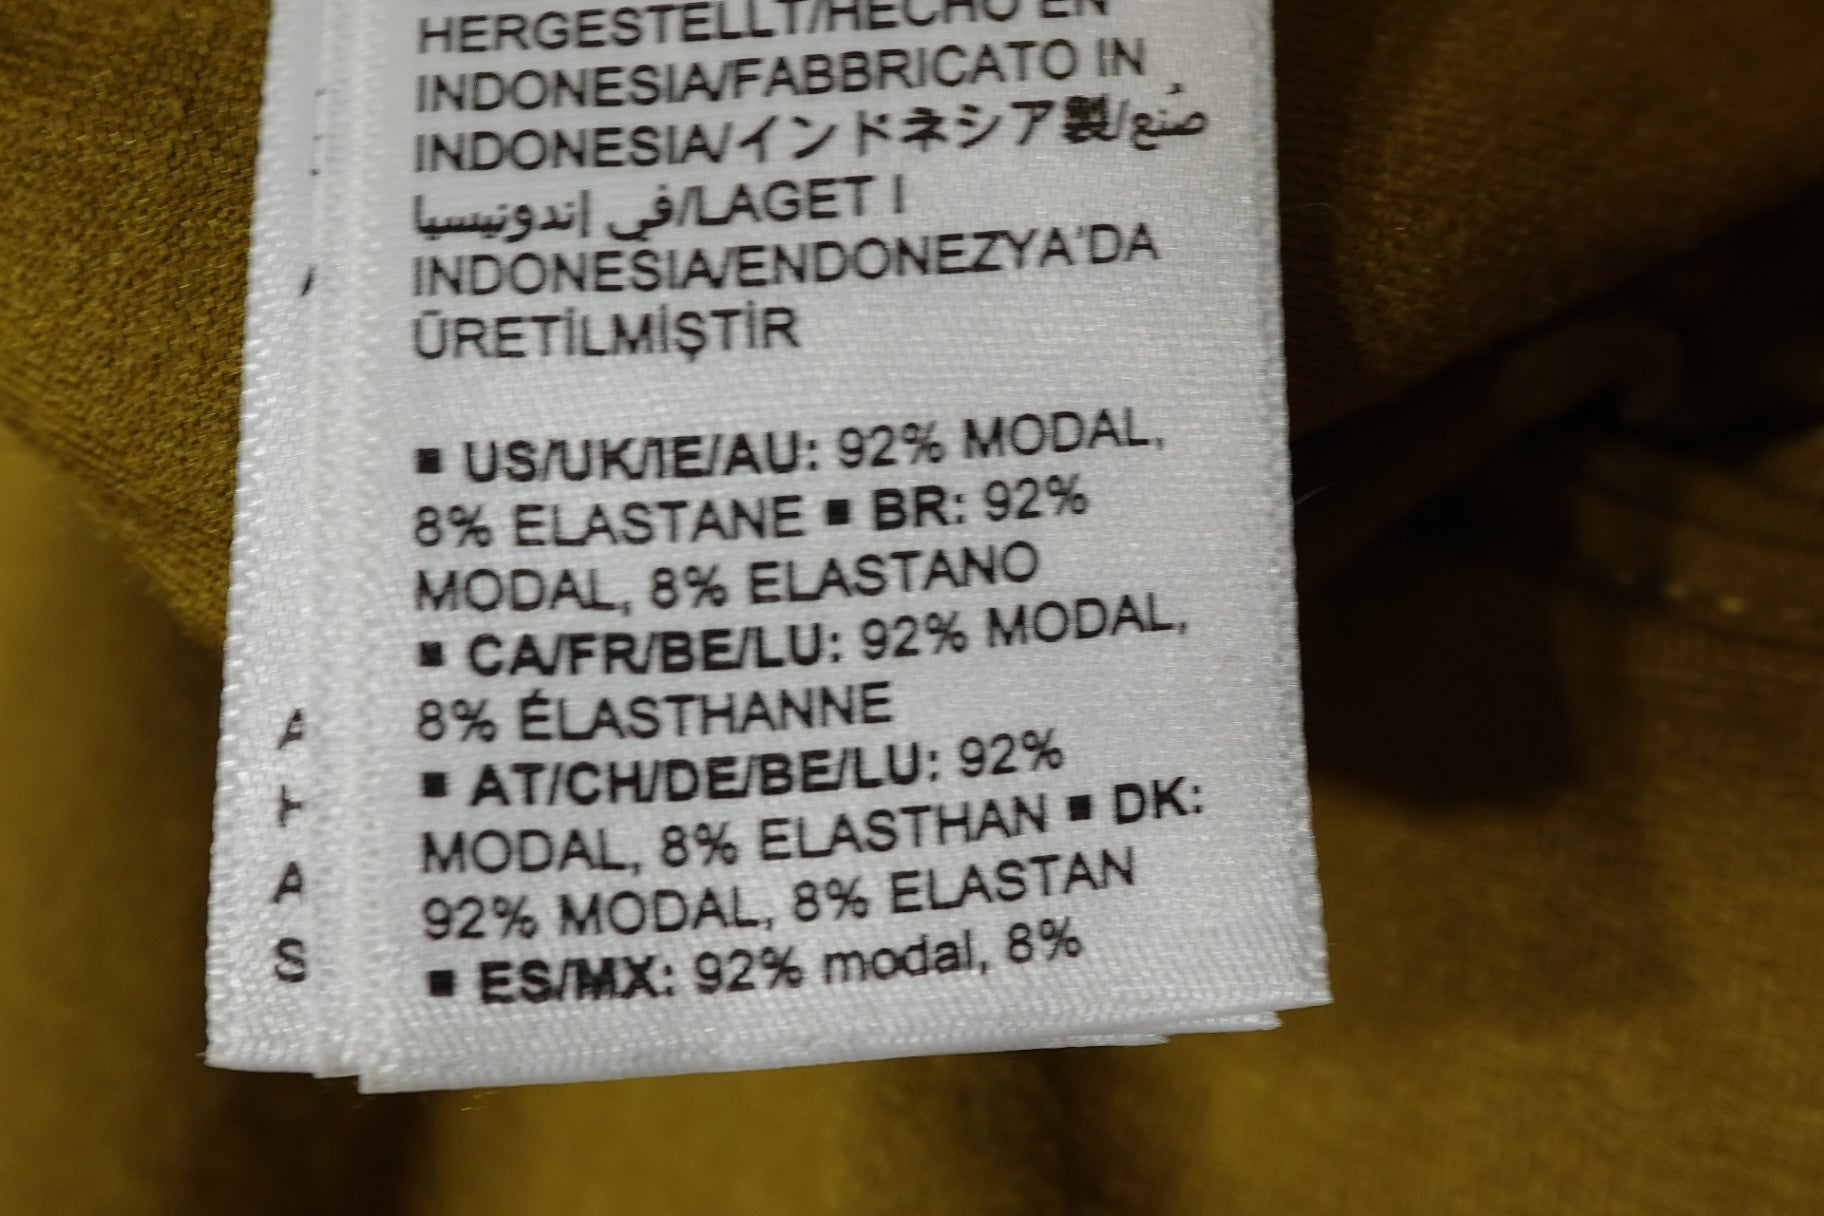 HERGESTELLT/HECHO EN
INDONESIA/FABBRICATO IN
INDONESIA/インドネシア製/صُنع
في إندونيسيا/LAGET I
INDONESIA/ENDONEZYA'DA
ÜRETİLMİŞTİR
▪ US/UK/IE/AU: 92% MODAL,
8% ELASTANE ▪ BR: 92%
MODAL, 8% ELASTANO
▪ CA/FR/BE/LU: 92% MODAL,
8% ÉLASTHANNE
▪ AT/CH/DE/BE/LU: 92%
MODAL, 8% ELASTHAN ▪ DK:
92% MODAL, 8% ELASTAN
▪ ES/MX: 92% modal, 8%